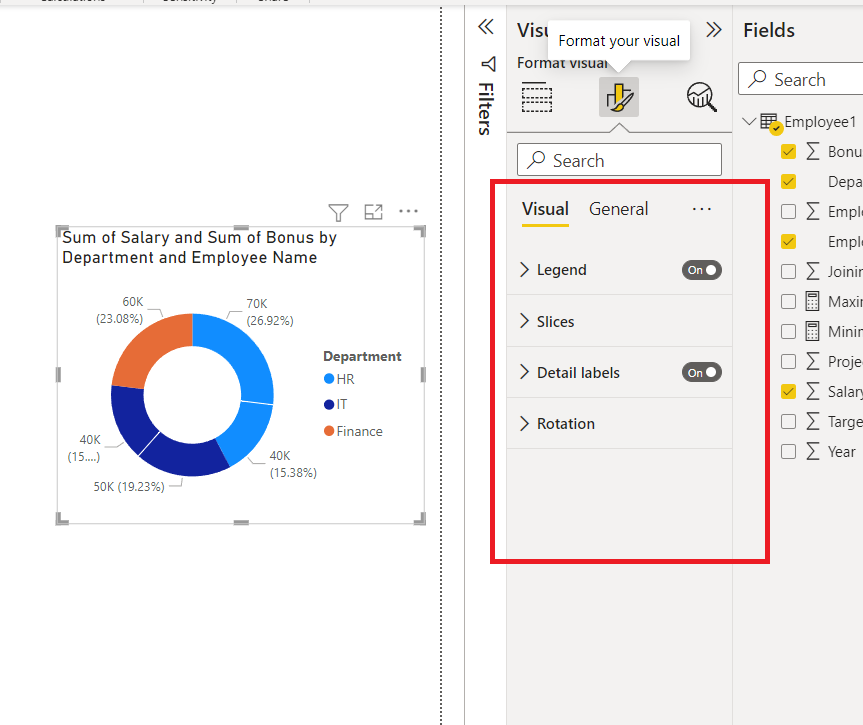 Format your visual
Format visual
Fields
Search
Filters
Search
Employee1
Visual
General
Legend
On
Slices
Detail labels
On
Rotation
Sum of Salary and Sum of Bonus by
Department and Employee Name
60K
(23.08%)
70K
(26.92%)
40K
(15....)
50K (19.23%)
40K
(15.38%)
Department
HR
IT
Finance
Bonu
Depa
Emplo
Emplo
Joinin
Maxin
Minin
Projec
Salary
Targe
Year